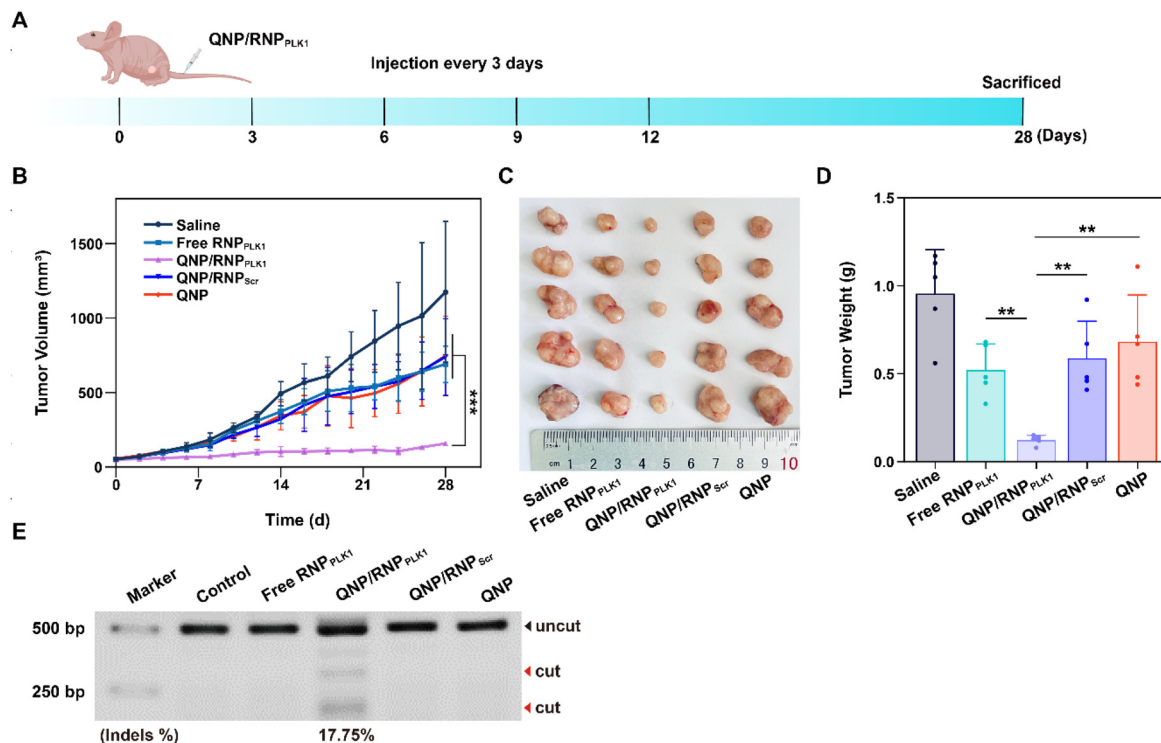 A
QNP/RNPPLK1
Injection every 3 days
Sacrificed
0 3 6 9 12 28 (Days)
B
Saline
Free RNPPLK1
QNP/RNPPLK1
QNP/RNPScr
QNP
Tumor Volume (mm³)
1500
1000
500
0
0 7 14 21 28
Time (d)
***
C
cm 1 2 3 4 5 6 7 8 9 10
Saline
Free RNPPLK1
QNP/RNPPLK1
QNP/RNPScr
QNP
D
Tumor Weight (g)
1.5
1.0
0.5
0.0
**
**
**
Saline
Free RNPPLK1
QNP/RNPPLK1
QNP/RNPScr
QNP
E
Marker
Control
Free RNPPLK1
QNP/RNPPLK1
QNP/RNPScr
QNP
500 bp
uncut
cut
250 bp
cut
(Indels %) 17.75%